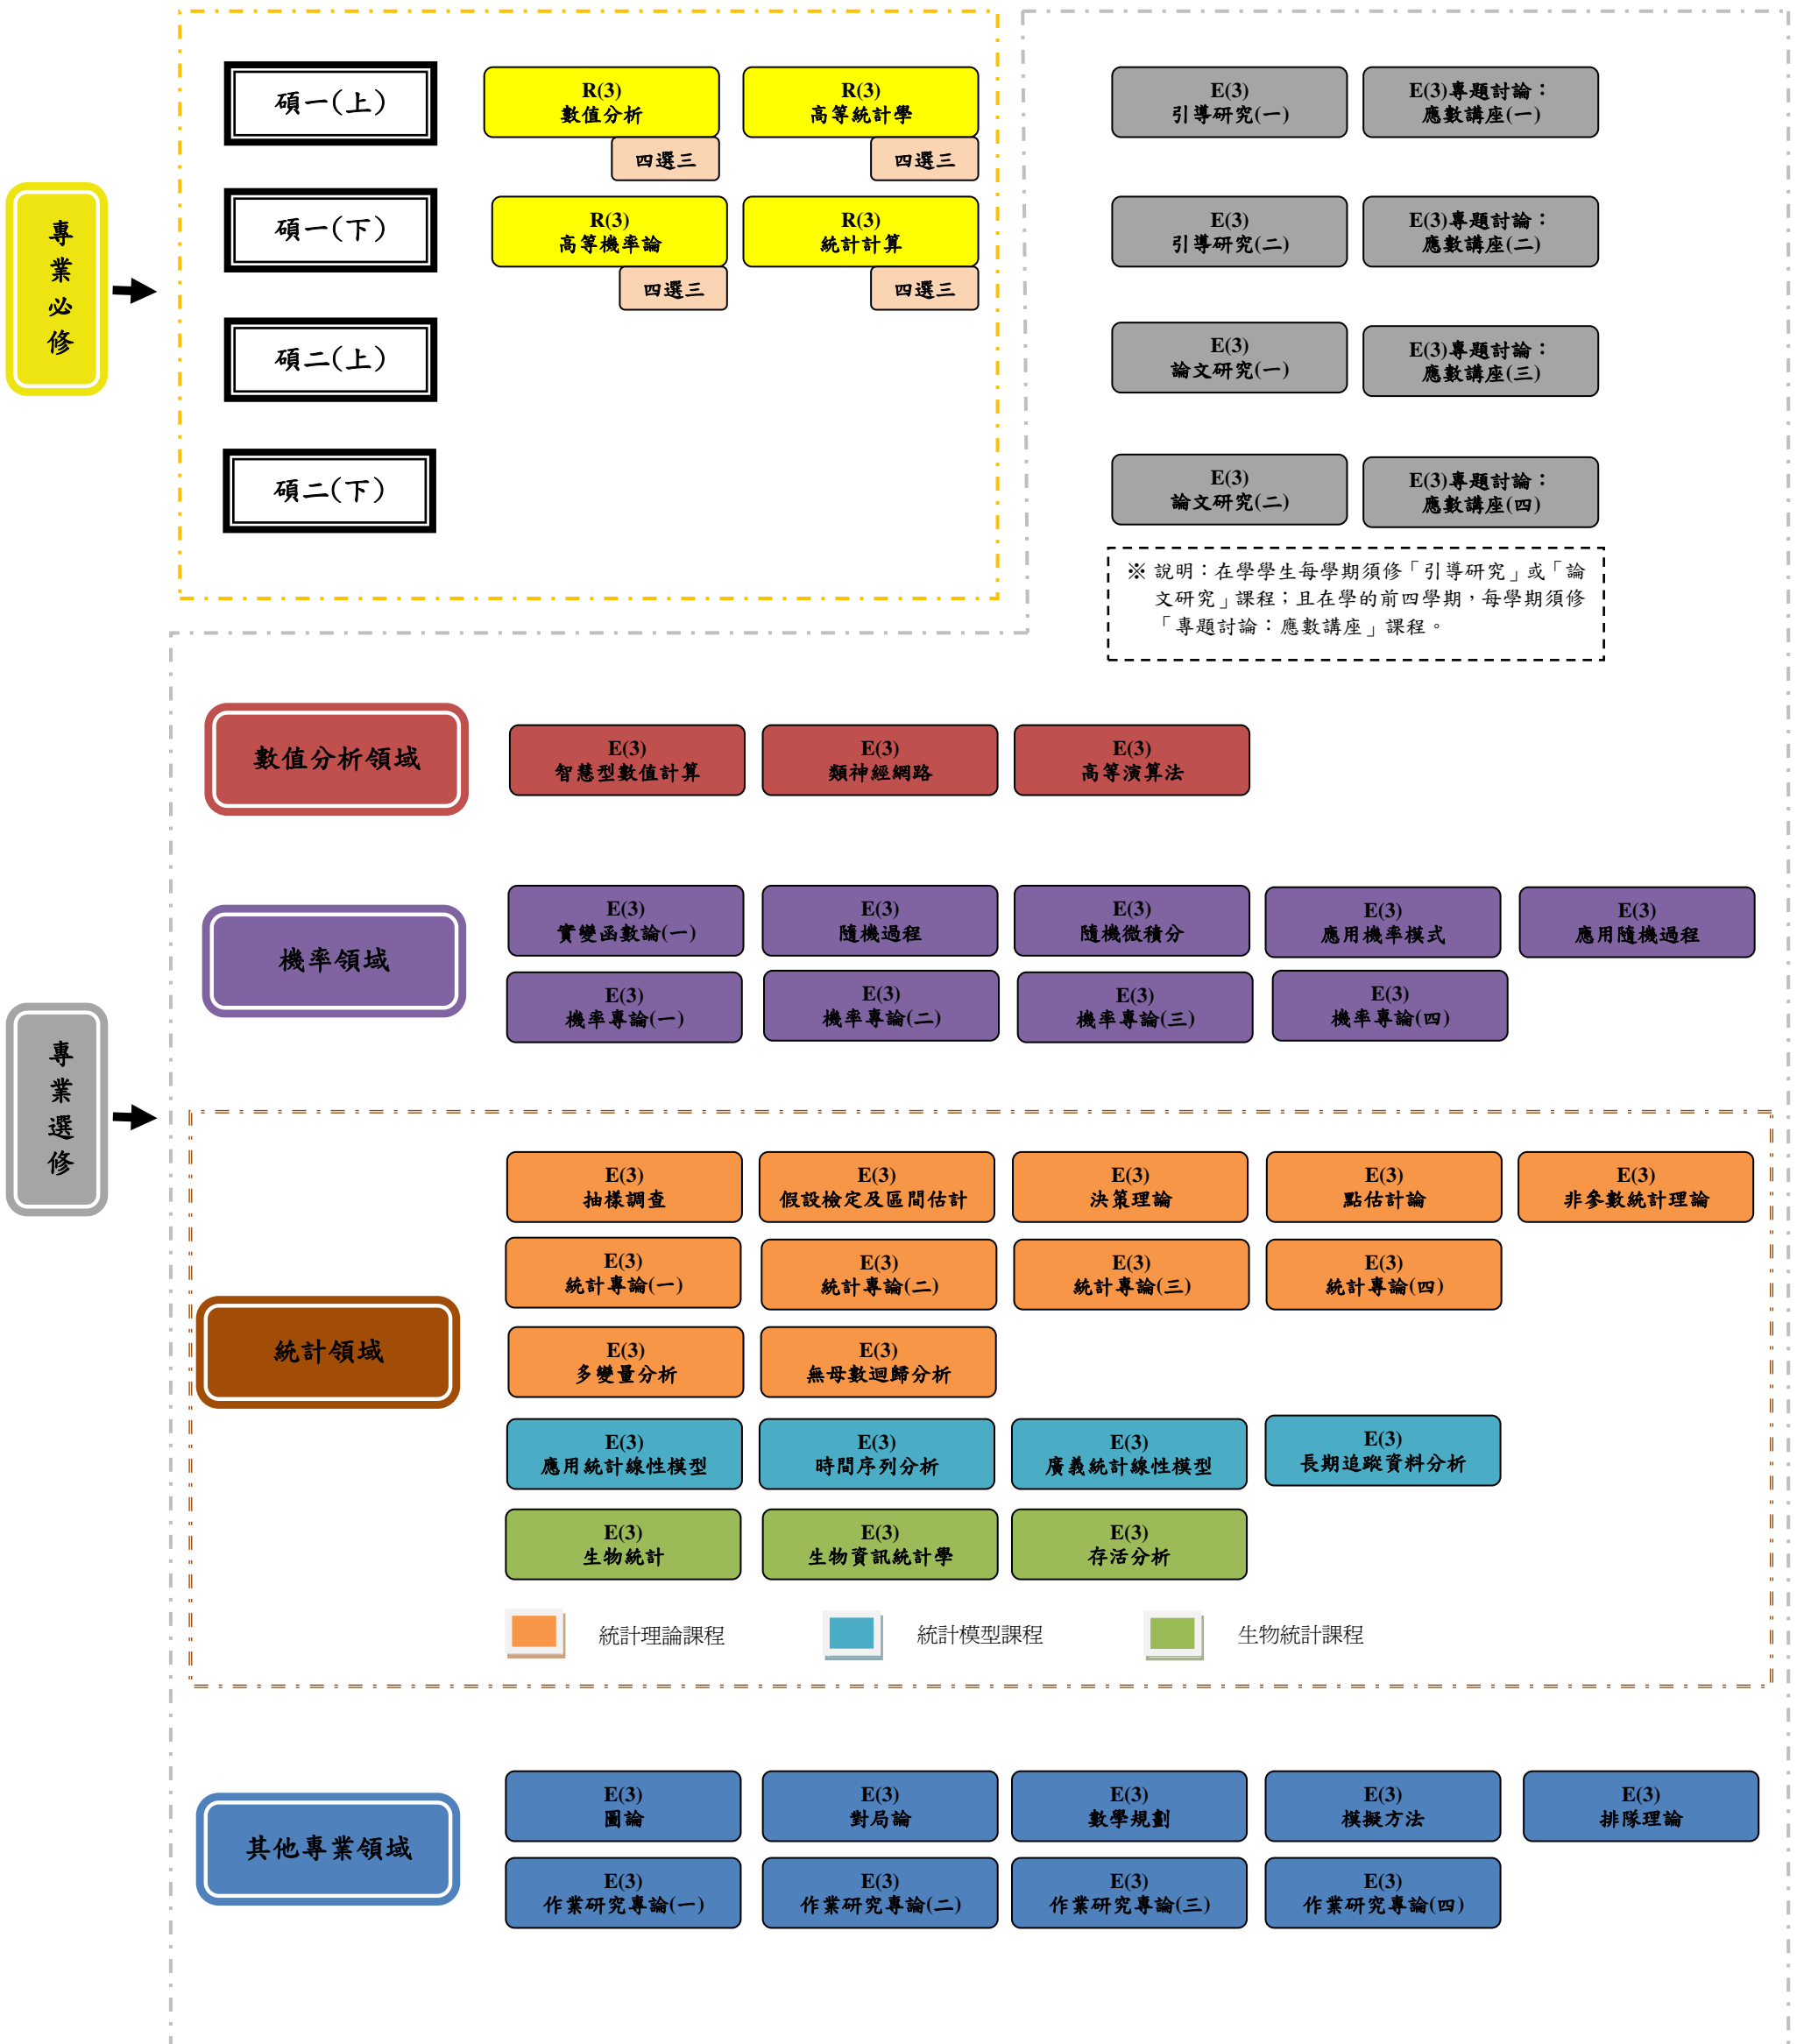 專業必修
碩一(上)
R(3)
數值分析
四選三
R(3)
高等統計學
四選三
E(3)
引導研究(一)
E(3)專題討論：
應數講座(一)
碩一(下)
R(3)
高等機率論
四選三
R(3)
統計計算
四選三
E(3)
引導研究(二)
E(3)專題討論：
應數講座(二)
碩二(上)
E(3)
論文研究(一)
E(3)專題討論：
應數講座(三)
碩二(下)
E(3)
論文研究(二)
E(3)專題討論：
應數講座(四)
※ 說明：在學學生每學期須修「引導研究」或「論
文研究」課程；且在學的前四學期，每學期須修
「專題討論：應數講座」課程。
專業選修
數值分析領域
E(3)
智慧型數值計算
E(3)
類神經網路
E(3)
高等演算法
機率領域
E(3)
實變函數論(一)
E(3)
隨機過程
E(3)
隨機微積分
E(3)
應用機率模式
E(3)
應用隨機過程
E(3)
機率專論(一)
E(3)
機率專論(二)
E(3)
機率專論(三)
E(3)
機率專論(四)
統計領域
E(3)
抽樣調查
E(3)
假設檢定及區間估計
E(3)
決策理論
E(3)
點估計論
E(3)
非參數統計理論
E(3)
統計專論(一)
E(3)
統計專論(二)
E(3)
統計專論(三)
E(3)
統計專論(四)
E(3)
多變量分析
E(3)
無母數迴歸分析
E(3)
應用統計線性模型
E(3)
時間序列分析
E(3)
廣義統計線性模型
E(3)
長期追蹤資料分析
E(3)
生物統計
E(3)
生物資訊統計學
E(3)
存活分析
統計理論課程
統計模型課程
生物統計課程
其他專業領域
E(3)
圖論
E(3)
對局論
E(3)
數學規劃
E(3)
模擬方法
E(3)
排隊理論
E(3)
作業研究專論(一)
E(3)
作業研究專論(二)
E(3)
作業研究專論(三)
E(3)
作業研究專論(四)